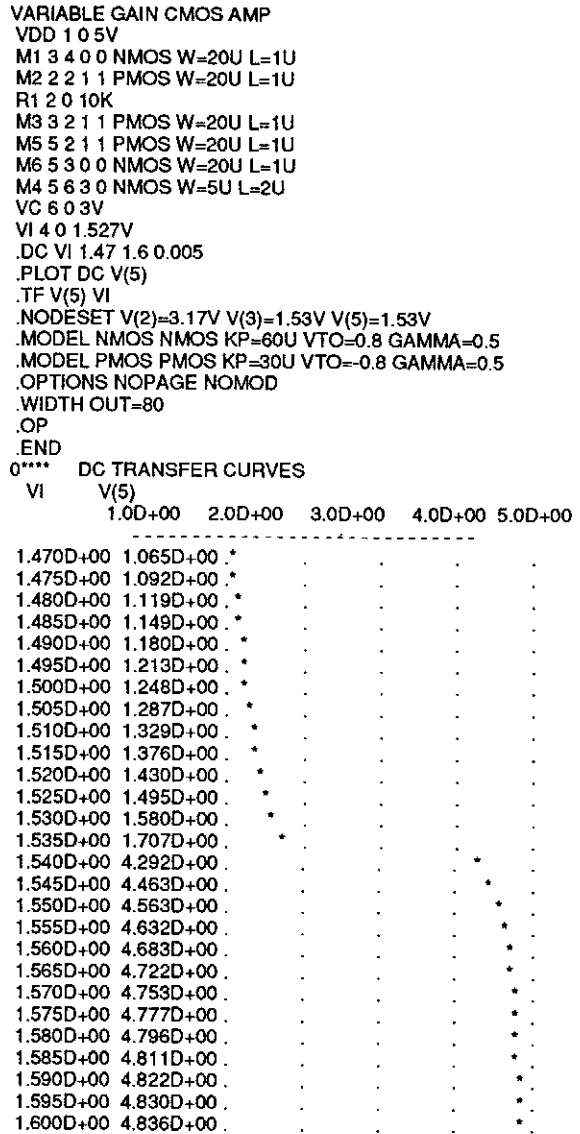 VARIABLE GAIN CMOS AMP
VDD 1 0 5V
M1 3 4 0 0 NMOS W=20U L=1U
M2 2 2 1 1 PMOS W=20U L=1U
R1 2 0 10K
M3 3 2 1 1 PMOS W=20U L=1U
M5 5 2 1 1 PMOS W=20U L=1U
M6 5 3 0 0 NMOS W=20U L=1U
M4 5 6 3 0 NMOS W=5U L=2U
VC 6 0 3V
VI 4 0 1.527V
.DC VI 1.47 1.6 0.005
.PLOT DC V(5)
.TF V(5) VI
.NODESET V(2)=3.17V V(3)=1.53V V(5)=1.53V
.MODEL NMOS NMOS KP=60U VTO=0.8 GAMMA=0.5
.MODEL PMOS PMOS KP=30U VTO=-0.8 GAMMA=0.5
.OPTIONS NOPAGE NOMOD
.WIDTH OUT=80
.OP
.END
0**** DC TRANSFER CURVES
VI V(5)
1.0D+00 2.0D+00 3.0D+00 4.0D+00 5.0D+00
- - - - - - - - - - - - - - - - - - - - - - - - - - - -
1.470D+00 1.065D+00 .* . . . .
1.475D+00 1.092D+00 .* . . . .
1.480D+00 1.119D+00 . * . . . .
1.485D+00 1.149D+00 . * . . . .
1.490D+00 1.180D+00 . * . . . .
1.495D+00 1.213D+00 . * . . . .
1.500D+00 1.248D+00 . * . . . .
1.505D+00 1.287D+00 . * . . . .
1.510D+00 1.329D+00 . * . . . .
1.515D+00 1.376D+00 . * . . . .
1.520D+00 1.430D+00 . * . . . .
1.525D+00 1.495D+00 . * . . . .
1.530D+00 1.580D+00 . * . . . .
1.535D+00 1.707D+00 . * . . . .
1.540D+00 4.292D+00 . . . . * .
1.545D+00 4.463D+00 . . . . * .
1.550D+00 4.563D+00 . . . . * .
1.555D+00 4.632D+00 . . . . * .
1.560D+00 4.683D+00 . . . . * .
1.565D+00 4.722D+00 . . . . * .
1.570D+00 4.753D+00 . . . . * .
1.575D+00 4.777D+00 . . . . * .
1.580D+00 4.796D+00 . . . . * .
1.585D+00 4.811D+00 . . . . * .
1.590D+00 4.822D+00 . . . . * .
1.595D+00 4.830D+00 . . . . * .
1.600D+00 4.836D+00 . . . . * .